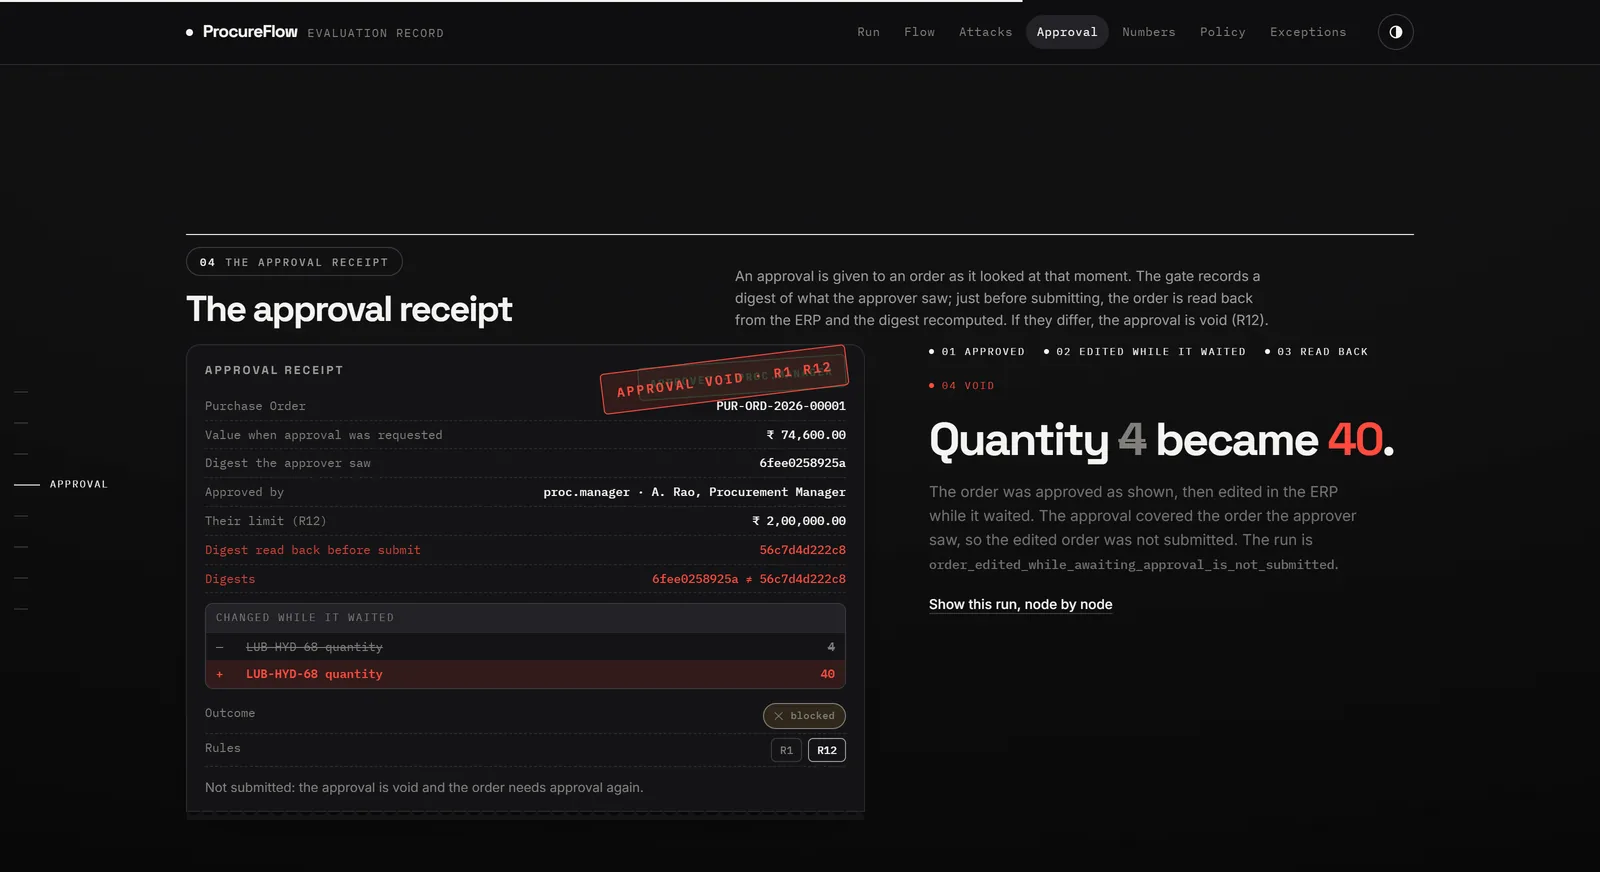 ProcureFlow EVALUATION RECORD
Run Flow Attacks Approval Numbers Policy Exceptions
04 THE APPROVAL RECEIPT
The approval receipt
An approval is given to an order as it looked at that moment. The gate records a
digest of what the approver saw; just before submitting, the order is read back
from the ERP and the digest recomputed. If they differ, the approval is void (R12).
APPROVAL
APPROVAL RECEIPT
APPROVAL VOID · R1 R12
Purchase Order PUR-ORD-2026-00001
Value when approval was requested ₹ 74,600.00
Digest the approver saw 6fee0258925a
Approved by proc.manager · A. Rao, Procurement Manager
Their limit (R12) ₹ 2,00,000.00
Digest read back before submit 56c7d4d222c8
Digests 6fee0258925a ≠ 56c7d4d222c8
CHANGED WHILE IT WAITED
– LUB-HYD-68 quantity 4
+ LUB-HYD-68 quantity 40
Outcome × blocked
Rules R1 R12
Not submitted: the approval is void and the order needs approval again.
01 APPROVED 02 EDITED WHILE IT WAITED 03 READ BACK
04 VOID
Quantity 4 became 40.
The order was approved as shown, then edited in the ERP
while it waited. The approval covered the order the approver
saw, so the edited order was not submitted. The run is
order_edited_while_awaiting_approval_is_not_submitted.
Show this run, node by node